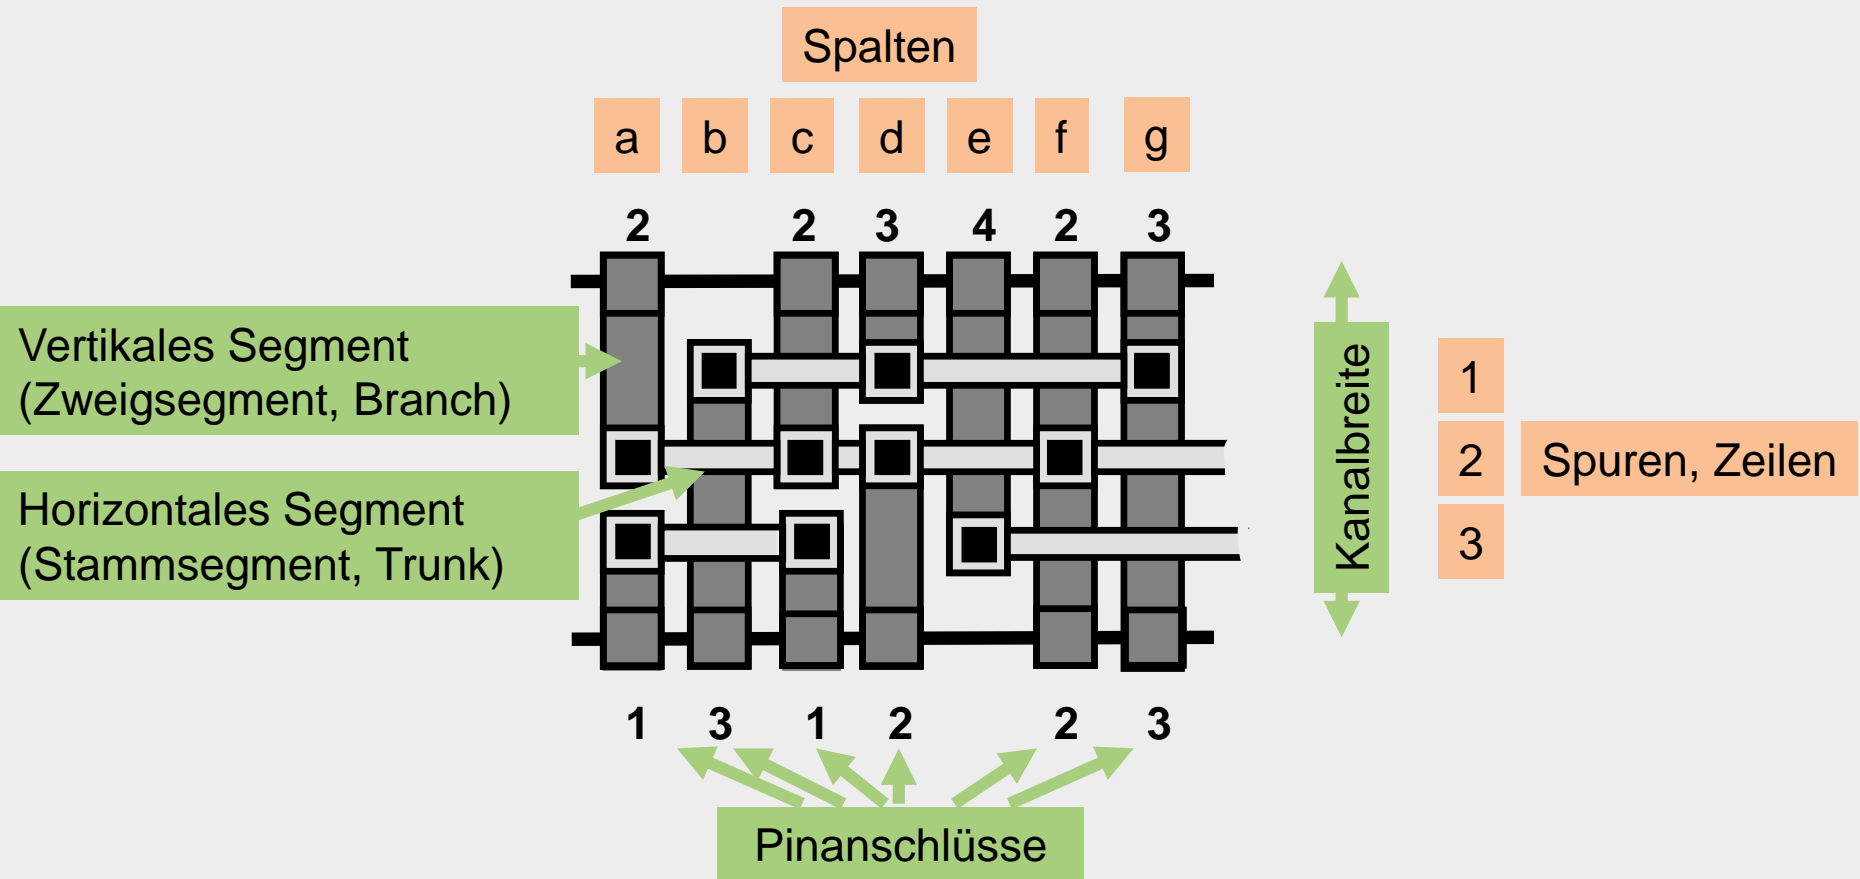 Spalten
a b c d e f g
2 2 3 4 2 3
Vertikales Segment
(Zweigsegment, Branch)
Horizontales Segment
(Stammsegment, Trunk)
Kanalbreite
1
2 Spuren, Zeilen
3
1 3 1 2 2 3
Pinanschlüsse